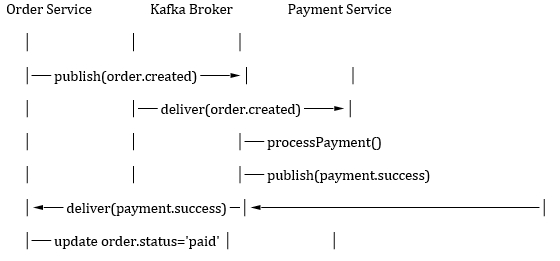 Order Service Kafka Broker Payment Service
publish(order.created)
deliver(order.created)
processPayment()
publish(payment.success)
deliver(payment.success)
update order.status='paid'